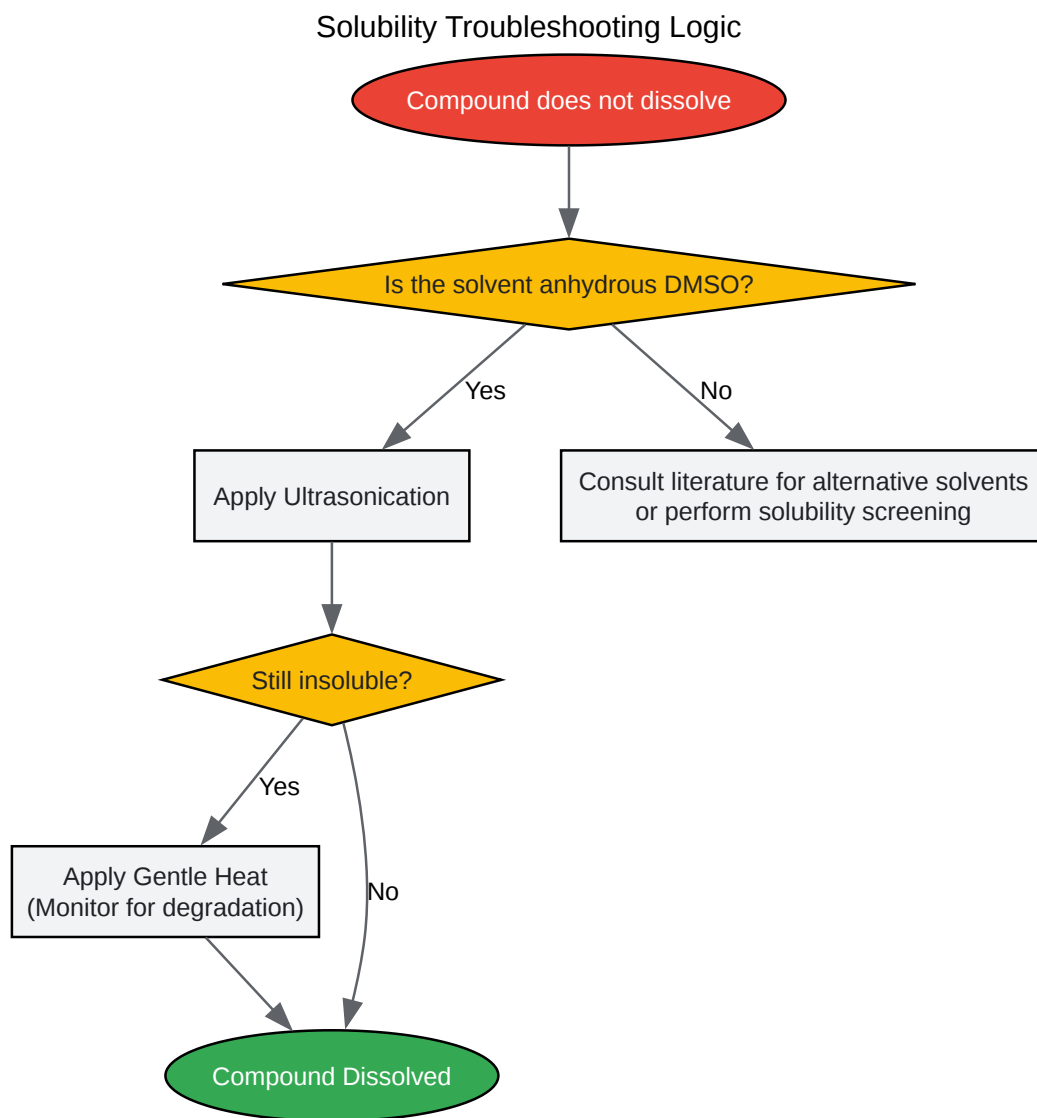 Solubility Troubleshooting Logic
Compound does not dissolve
Is the solvent anhydrous DMSO?
Yes
No
Apply Ultrasonication
Consult literature for alternative solvents
or perform solubility screening
Still insoluble?
Yes
No
Apply Gentle Heat
(Monitor for degradation)
Compound Dissolved